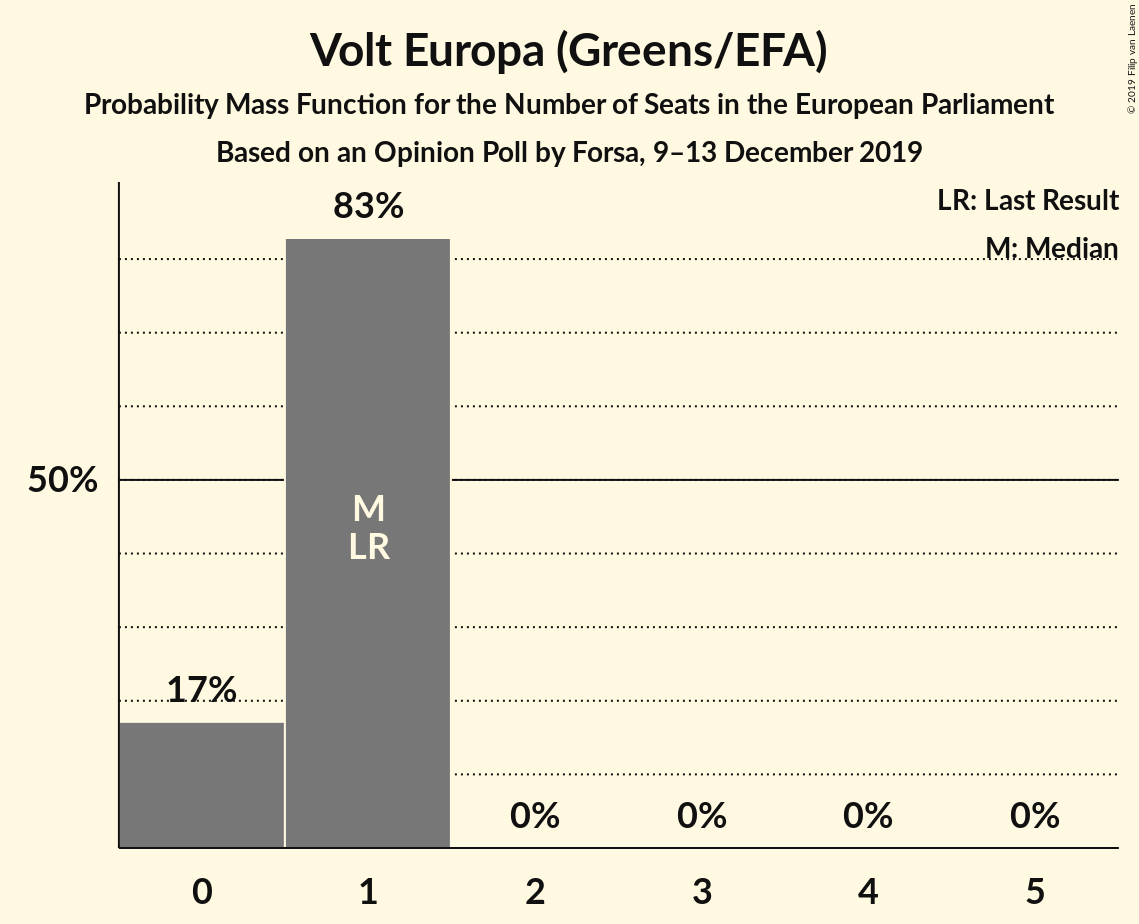 Volt Europa (Greens/EFA)
Probability Mass Function for the Number of Seats in the European Parliament
Based on an Opinion Poll by Forsa, 9–13 December 2019
© 2019 Filip van Laenen
LR: Last Result
M: Median
83%
50%
M
LR
17%
0% 0% 0% 0%
0 1 2 3 4 5